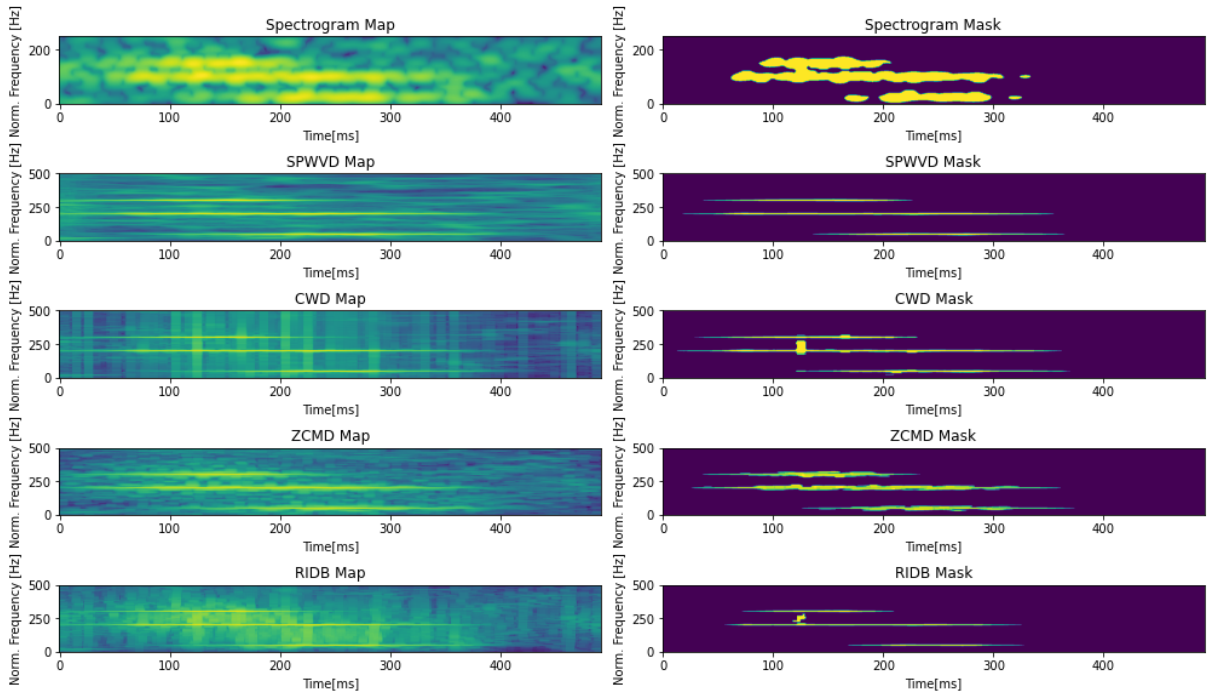 Spectrogram Map
Norm. Frequency [Hz]
200
0
0 100 200 300 400
Time[ms]
Spectrogram Mask
Norm. Frequency [Hz]
200
0
0 100 200 300 400
Time[ms]
SPWVD Map
Norm. Frequency [Hz]
500
250
0
0 100 200 300 400
Time[ms]
SPWVD Mask
Norm. Frequency [Hz]
500
250
0
0 100 200 300 400
Time[ms]
CWD Map
Norm. Frequency [Hz]
500
250
0
0 100 200 300 400
Time[ms]
CWD Mask
Norm. Frequency [Hz]
500
250
0
0 100 200 300 400
Time[ms]
ZCMD Map
Norm. Frequency [Hz]
500
250
0
0 100 200 300 400
Time[ms]
ZCMD Mask
Norm. Frequency [Hz]
500
250
0
0 100 200 300 400
Time[ms]
RIDB Map
Norm. Frequency [Hz]
500
250
0
0 100 200 300 400
Time[ms]
RIDB Mask
Norm. Frequency [Hz]
500
250
0
0 100 200 300 400
Time[ms]